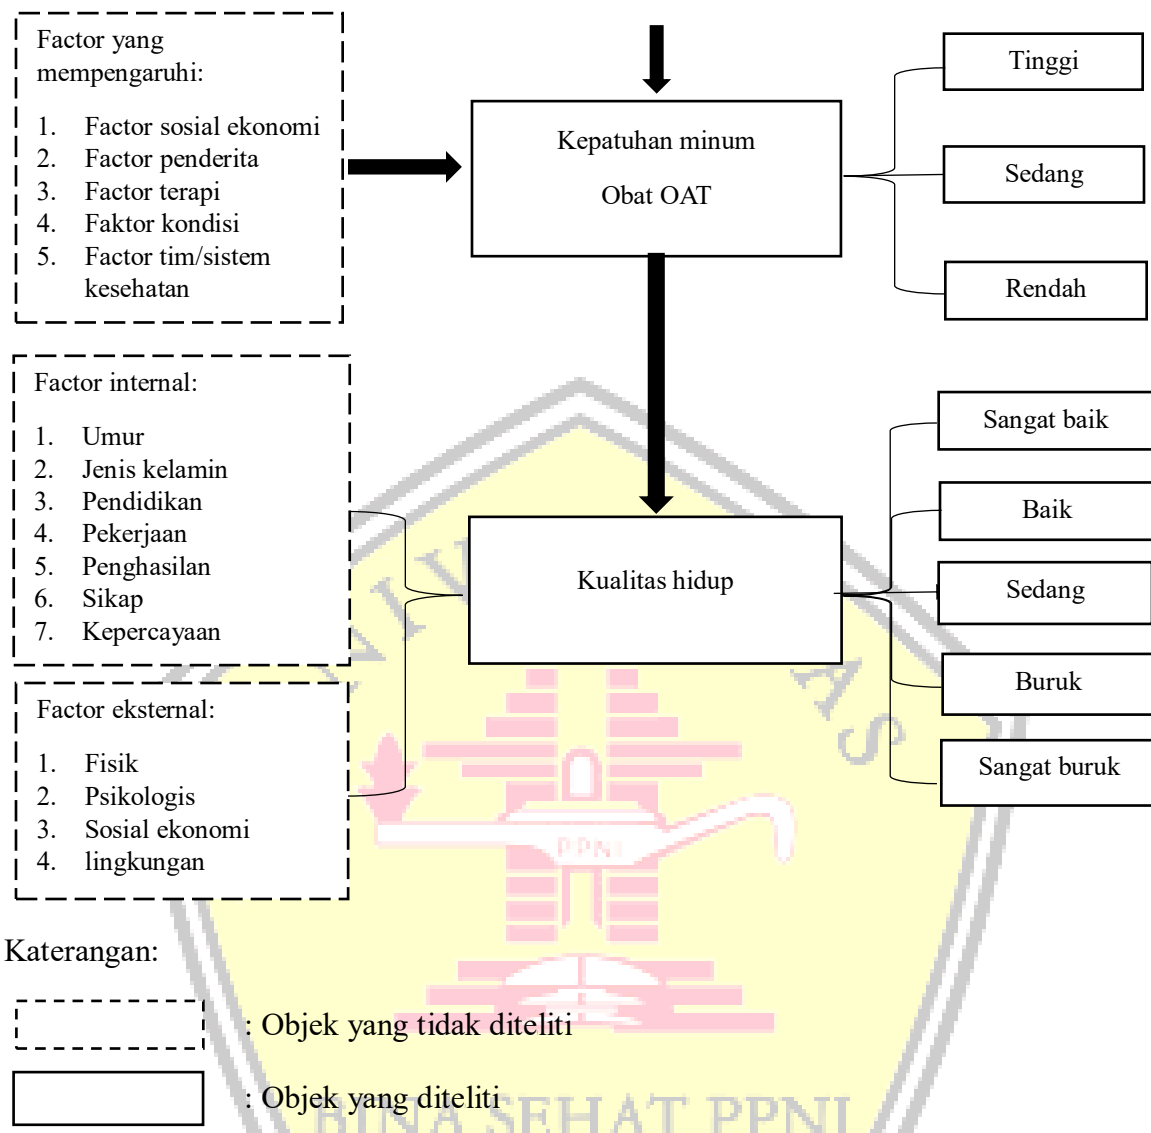 Factor yang
mempengaruhi:
1. Factor sosial ekonomi
2. Factor penderita
3. Factor terapi
4. Faktor kondisi
5. Factor tim/sistem
kesehatan
Kepatuhan minum
Obat OAT
Tinggi
Sedang
Rendah
Factor internal:
1. Umur
2. Jenis kelamin
3. Pendidikan
4. Pekerjaan
5. Penghasilan
6. Sikap
7. Kepercayaan
Kualitas hidup
Sangat baik
Baik
Sedang
Buruk
Sangat buruk
Factor eksternal:
1. Fisik
2. Psikologis
3. Sosial ekonomi
4. lingkungan
PPNI
Katerangan:
: Objek yang tidak diteliti
: Objek yang diteliti
BINA SEHAT PPNI